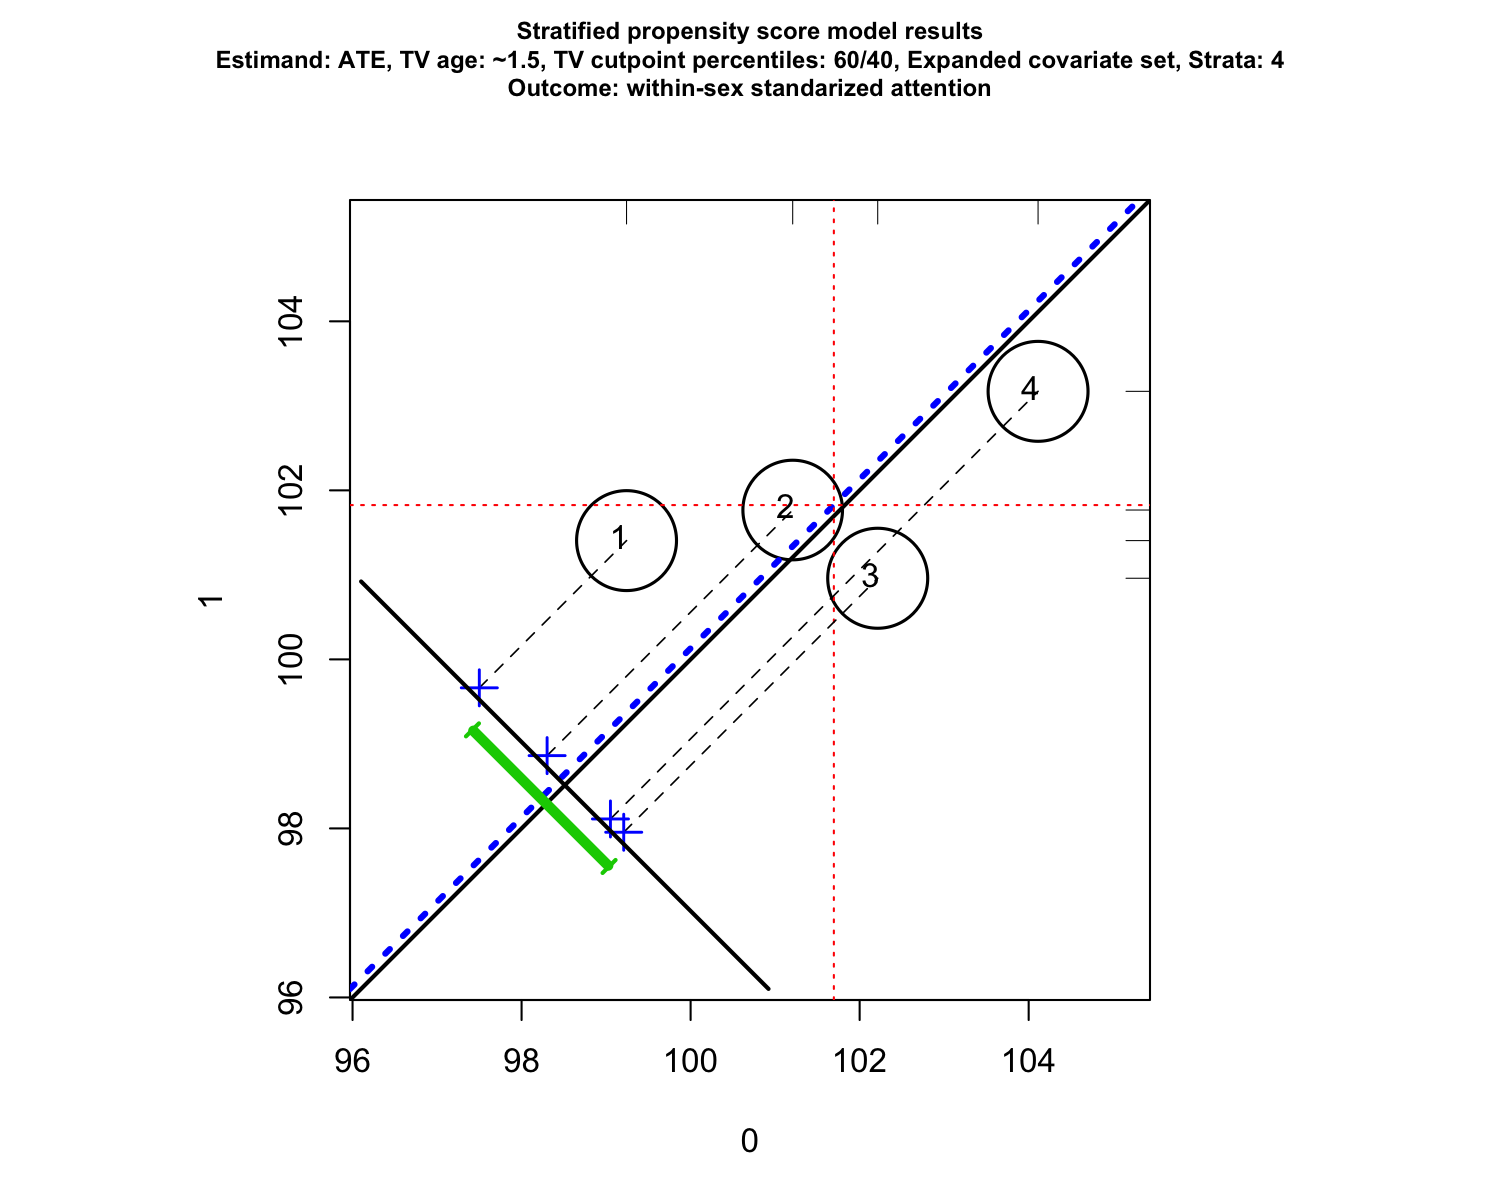 Stratified propensity score model results
Estimand: ATE, TV age: ~1.5, TV cutpoint percentiles: 60/40, Expanded covariate set, Strata: 4
Outcome: within-sex standarized attention
104
102
100
98
96
1
1
2
3
4
96 98 100 102 104
0